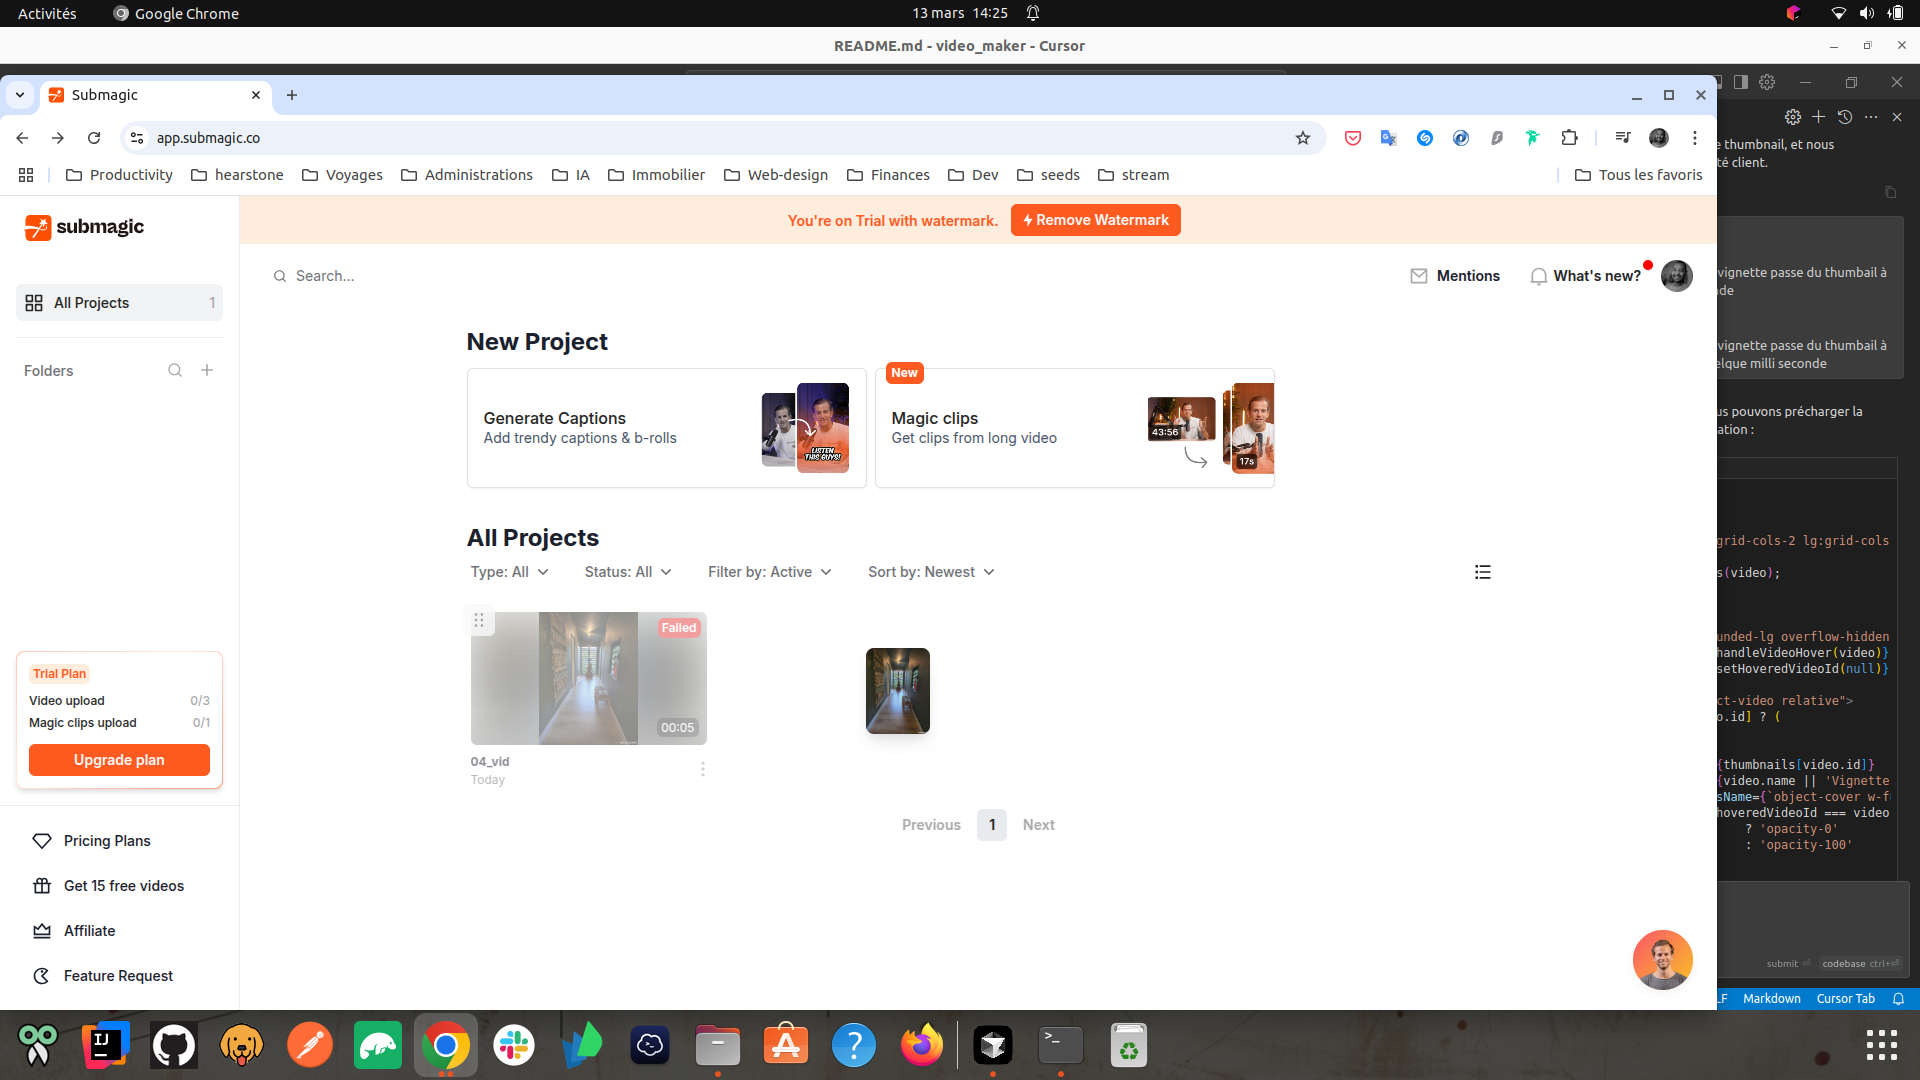 Activités
Google Chrome
13 mars 14:25
README.md - video_maker - Cursor
Submagic
app.submagic.co
Productivity
hearstone
Voyages
Administrations
IA
Immobilier
Web-design
Finances
Dev
seeds
stream
Tous les favoris
submagic
You're on Trial with watermark.
Remove Watermark
Search...
Mentions
What's new?
All Projects
1
Folders
New Project
Generate Captions
Add trendy captions & b-rolls
LISTEN
THIS GUYS!
New
Magic clips
Get clips from long video
43:56
17s
All Projects
Type: All
Status: All
Filter by: Active
Sort by: Newest
Failed
00:05
04_vid
Today
Previous
1
Next
Trial Plan
Video upload
0/3
Magic clips upload
0/1
Upgrade plan
Pricing Plans
Get 15 free videos
Affiliate
Feature Request
e thumbnail, et nous
té client.
vignette passe du thumbail à
de
vignette passe du thumbail à
elque milli seconde
us pouvons précharger la
ation :
grid-cols-2 lg:grid-cols
s(video);
unded-lg overflow-hidden
handleVideoHover(video)}
setHoveredVideoId(null)}
ct-video relative">
o.id] ? (
{thumbnails[video.id]}
{video.name || 'Vignette
sName={`object-cover w-f
hoveredVideoId === video
? 'opacity-0'
: 'opacity-100'
submit
codebase ctrl+
LF
Markdown
Cursor Tab
IJ